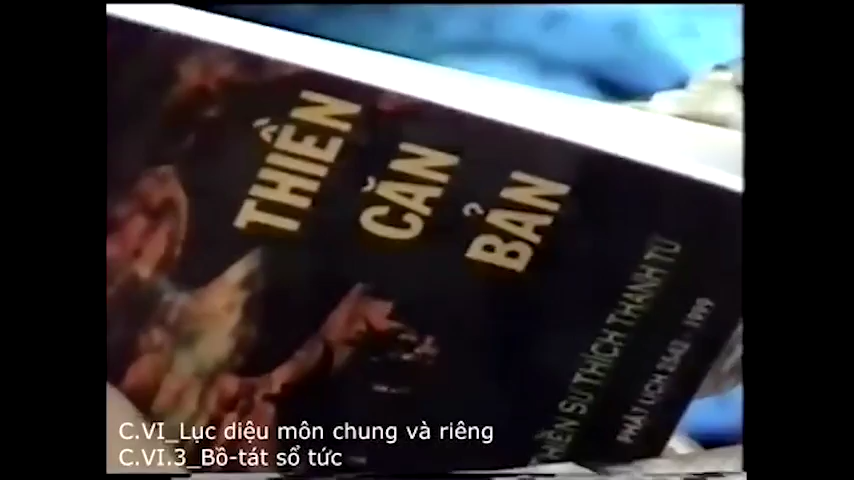 THIỀN
CĂN
BẢN
THIỀN SƯ THÍCH THANH TỪ
PHẬT LỊCH 2543 - 1999
C.VI_Lục diệu môn chung và riêng
C.VI.3_Bồ-tát sổ tức